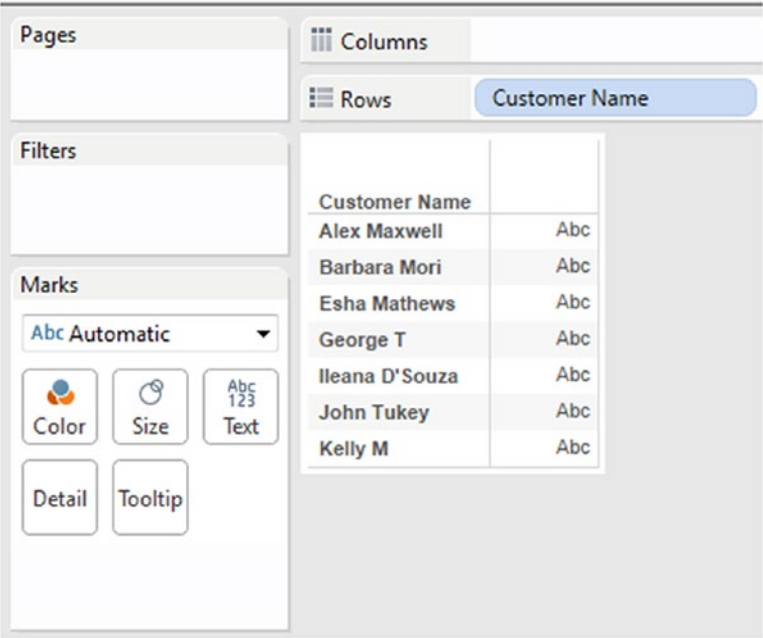 Pages
Columns
Rows
Customer Name
Filters
Customer Name
Alex Maxwell Abc
Barbara Mori Abc
Esha Mathews Abc
George T Abc
Ileana D'Souza Abc
John Tukey Abc
Kelly M Abc
Marks
Abc Automatic
Color
Size
Abc
123
Text
Detail
Tooltip